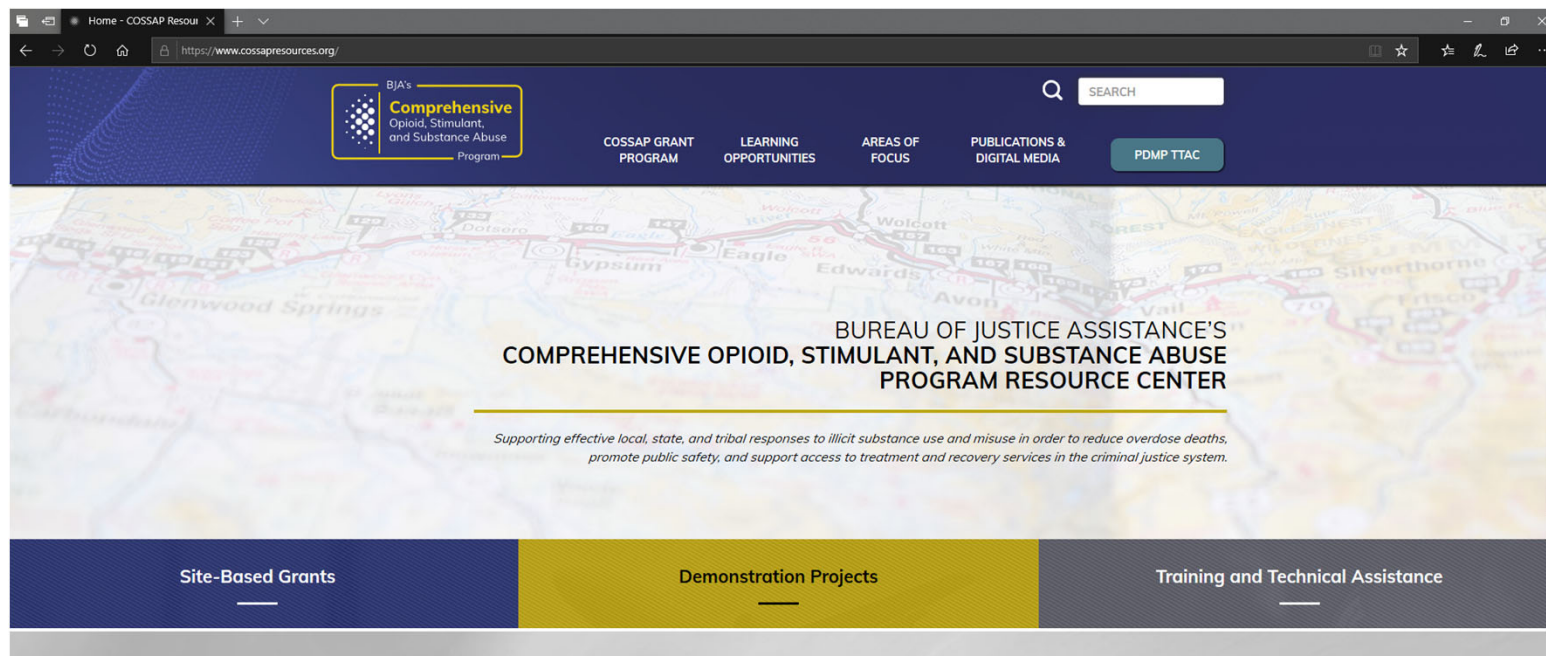 Home - COSSAP Resour
https://www.cossapresources.org/
BJA's
Comprehensive
Opioid, Stimulant,
and Substance Abuse
Program
SEARCH
COSSAP GRANT
PROGRAM
LEARNING
OPPORTUNITIES
AREAS OF
FOCUS
PUBLICATIONS &
DIGITAL MEDIA
PDMP TTAC
Dotsero
Gypsum
Eagle
Wolcott
Edwards
Avon
Vail
Silverthorne
Frisco
Glenwood Springs
BUREAU OF JUSTICE ASSISTANCE'S
COMPREHENSIVE OPIOID, STIMULANT, AND SUBSTANCE ABUSE
PROGRAM RESOURCE CENTER
Supporting effective local, state, and tribal responses to illicit substance use and misuse in order to reduce overdose deaths,
promote public safety, and support access to treatment and recovery services in the criminal justice system.
Site-Based Grants
Demonstration Projects
Training and Technical Assistance